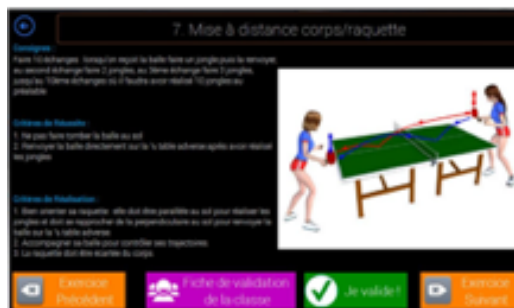 7. Mise à distance corps/raquette
Consignes :
Faire 10 échanges : lorsqu'on reçoit la balle faire un jongle puis la renvoyer,
au second échange faire 2 jongles, au 3ème échange faire 3 jongles,
jusqu'au 10ème échanges où il faudra avoir réalisé 10 jongles au
préalable
Critères de Réussite :
1. Ne pas faire tomber la balle au sol
2. Renvoyer la balle directement sur la ½ table adverse après avoir réalisé
les jongles
Critères de Réalisation :
1. Bien orienter sa raquette : elle doit être parallèle au sol pour réaliser les
jongles et doit se rapprocher de la perpendiculaire au sol pour renvoyer la
balle sur la ½ table adverse
2. Accompagner sa balle pour contrôler ses trajectoires
3. La raquette doit être écartée du corps
Exercice
Précédent
Fiche de validation
de la classe
Je valide !
Exercice
Suivant